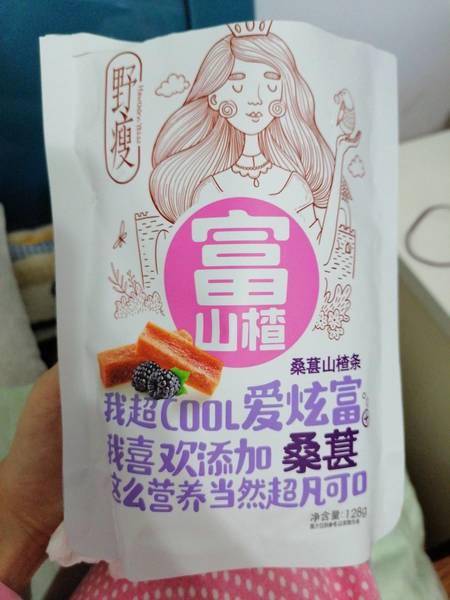 野瘦
富
山楂
桑葚山楂条
我超COOL爱炫富。
我喜欢添加 桑葚
这么营养当然超凡可口
净含量:128g